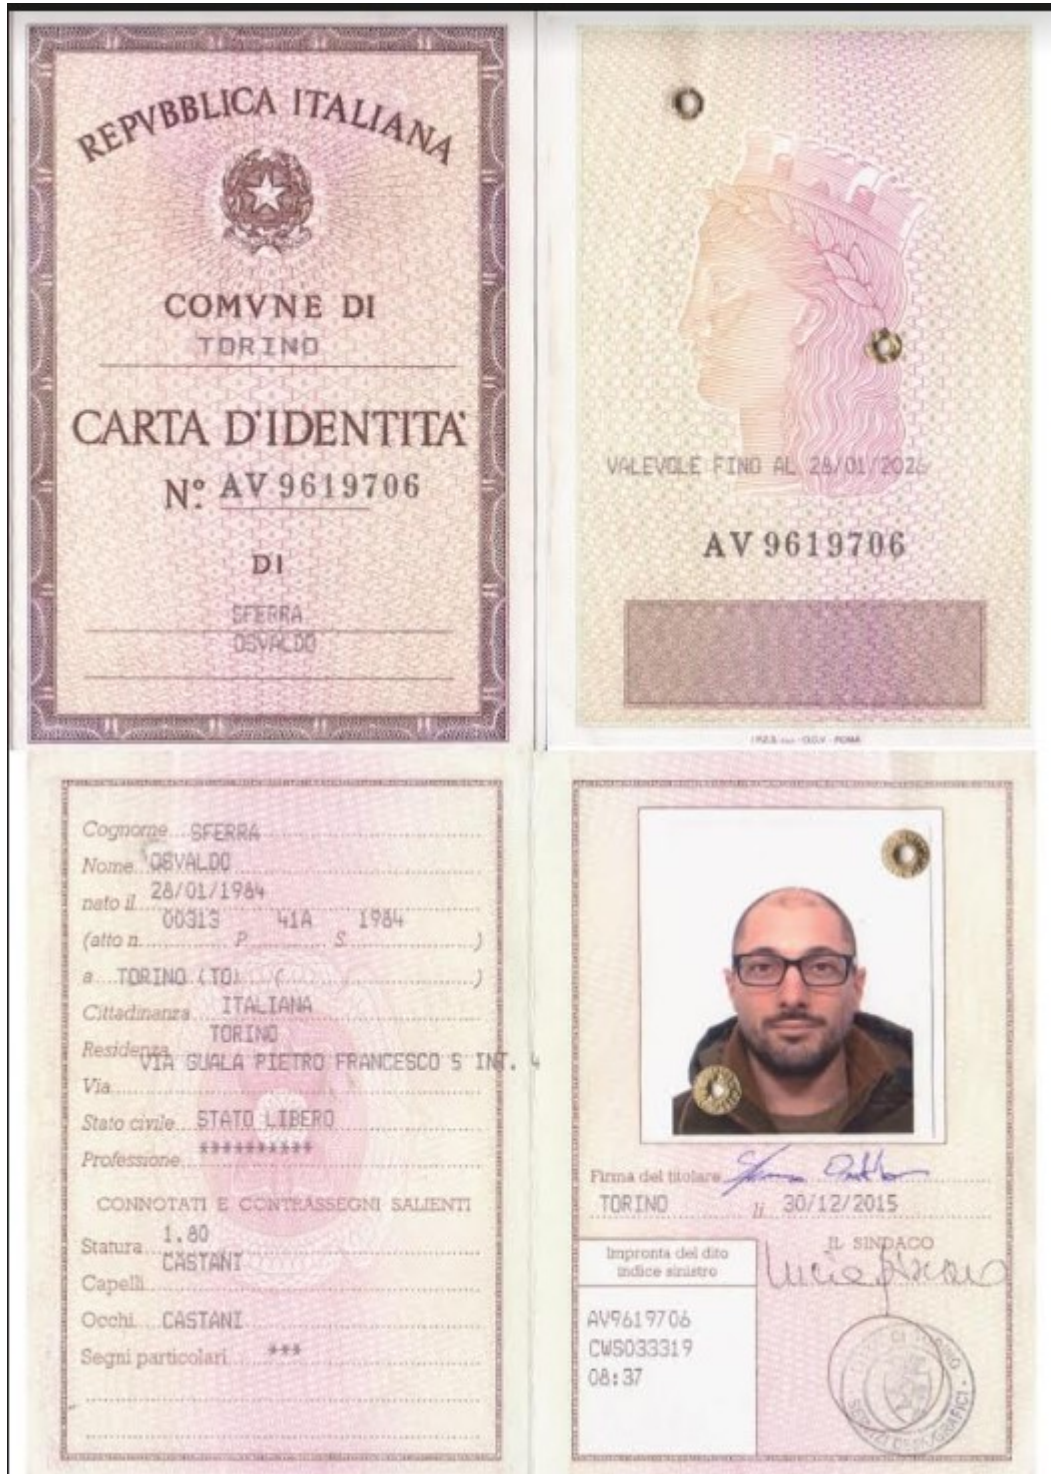 REPVBBLICA ITALIANA
COMVNE DI
TORINO
CARTA D'IDENTITA'
Nº AV 9619706
DI
SFERRA
OSVALDO
VALEVOLE FINO AL 28/01/2026
AV 9619706
ROMA
Cognome SFERRA
Nome OSVALDO
nato il 28/01/1984
(atto n. 00313 P. 41A S. 1984)
a TORINO (TO) ( )
Cittadinanza ITALIANA
Residenza TORINO
Via VIA GUALA PIETRO FRANCESCO 5 INT. 4
Stato civile STATO LIBERO
Professione **********
CONNOTATI E CONTRASSEGNI SALIENTI
Statura 1.80
Capelli CASTANI
Occhi CASTANI
Segni particolari ***
Firma del titolare
TORINO li 30/12/2015
IL SINDACO
Impronta del dito
indice sinistro
AV9619706
CWS033319
08:37